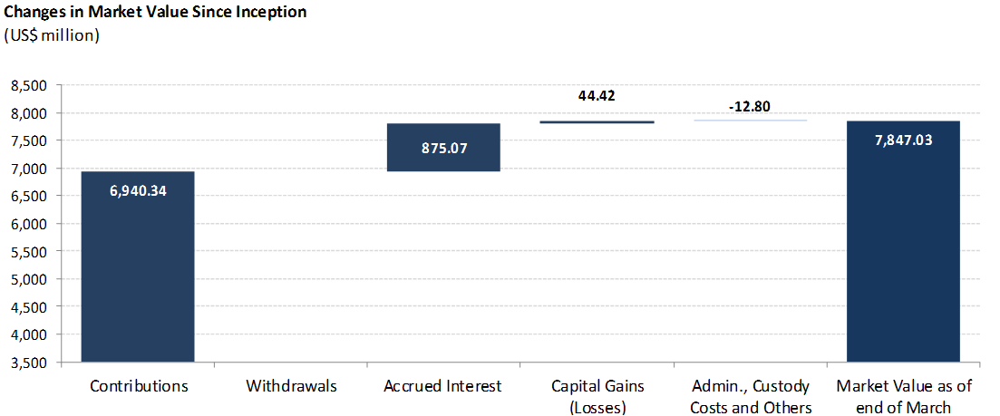 Changes in Market Value Since Inception
(US$ million)
8,500
8,000
7,500
7,000
6,500
6,000
5,500
5,000
4,500
4,000
3,500
6,940.34
875.07
44.42
-12.80
7,847.03
Contributions
Withdrawals
Accrued Interest
Capital Gains
(Losses)
Admin., Custody
Costs and Others
Market Value as of
end of March